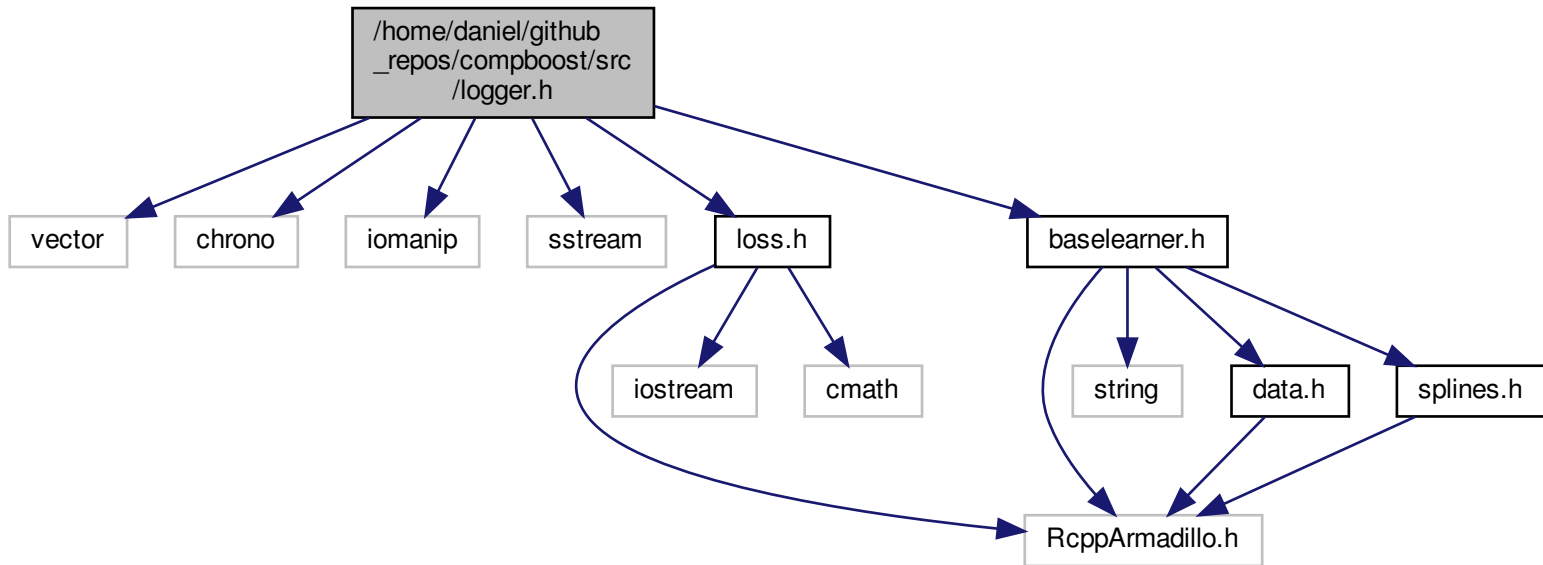 /home/daniel/github
_repos/compboost/src
/logger.h
vector
chrono
iomanip
sstream
loss.h
baselearner.h
iostream
cmath
string
data.h
splines.h
RcppArmadillo.h